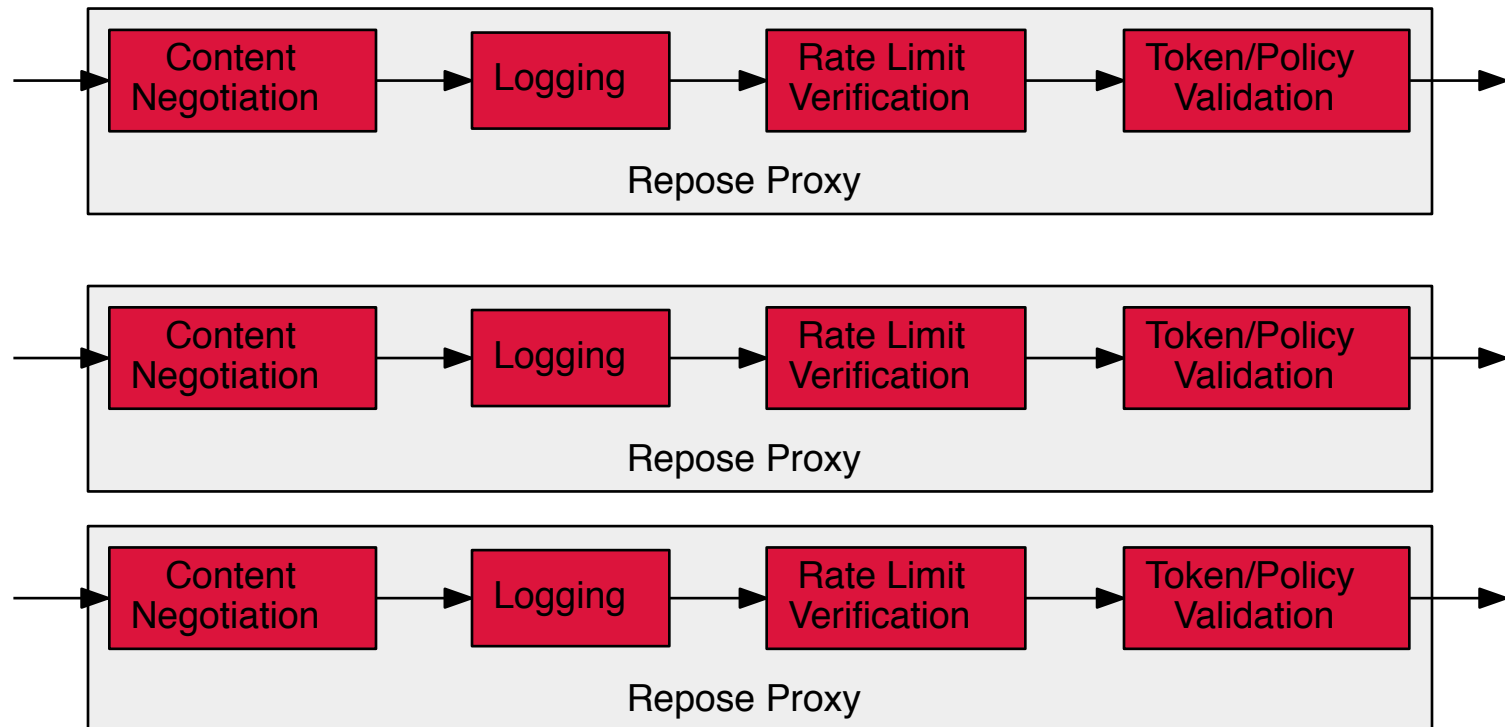 Content
Negotiation
Logging
Rate Limit
Verification
Token/Policy
Validation
Repose Proxy
Content
Negotiation
Logging
Rate Limit
Verification
Token/Policy
Validation
Repose Proxy
Content
Negotiation
Logging
Rate Limit
Verification
Token/Policy
Validation
Repose Proxy